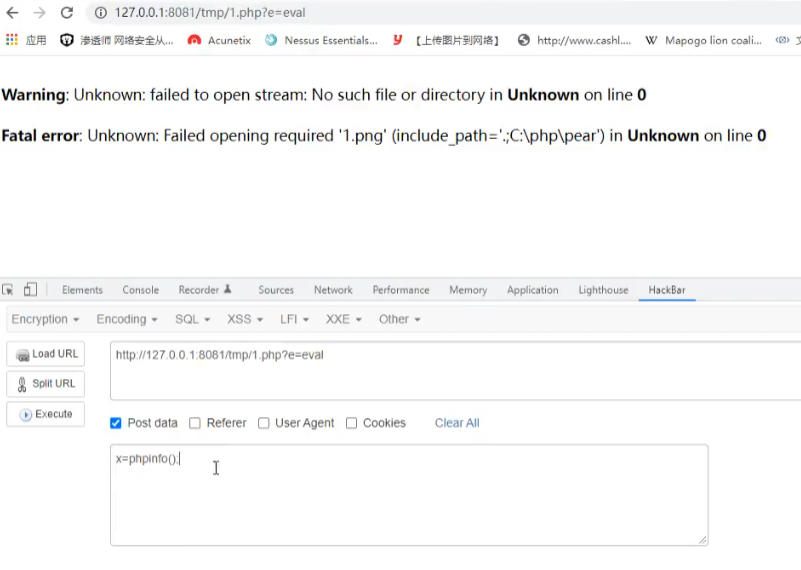 127.0.0.1:8081/tmp/1.php?e=eval
应用 渗透师 网络安全从... Acunetix Nessus Essentials... 【上传图片到网络】 http://www.cashl.... Mapogo lion coali...
Warning: Unknown: failed to open stream: No such file or directory in Unknown on line 0
Fatal error: Unknown: Failed opening required '1.png' (include_path='.;C:\php\pear') in Unknown on line 0
Elements Console Recorder Sources Network Performance Memory Application Lighthouse HackBar
Encryption Encoding SQL XSS LFI XXE Other
Load URL
http://127.0.0.1:8081/tmp/1.php?e=eval
Split URL
Execute
Post data Referer User Agent Cookies Clear All
x=phpinfo();